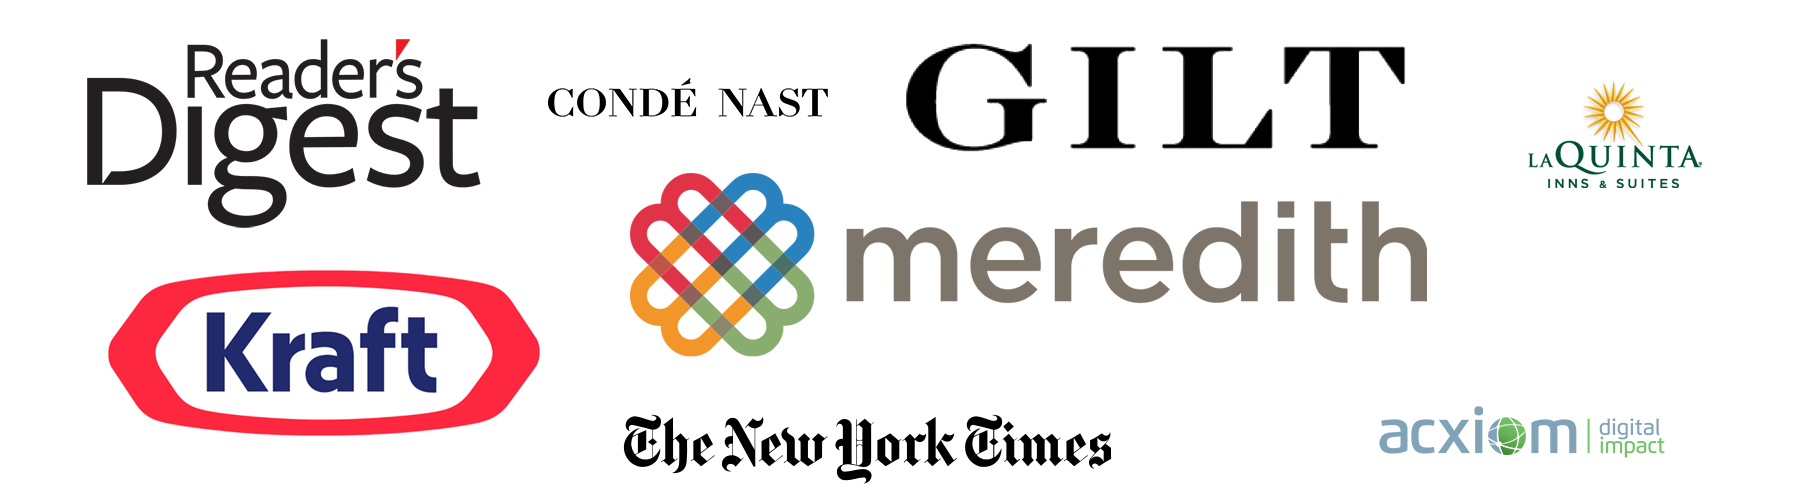 Reader's
Digest
CONDÉ NAST
GILT
LAQUINTA
INNS & SUITES
meredith
Kraft
The New York Times
acxiom | digital
impact